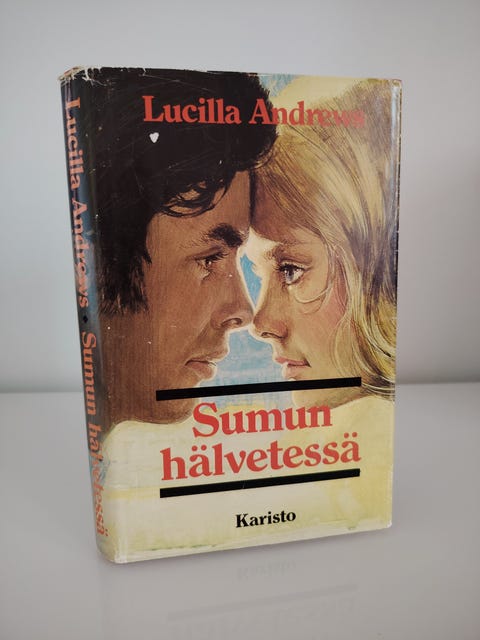 Lucilla Andrews
Sumun
hälvetessä
Karisto
Lucilla Andrews • Sumun hälvetessä